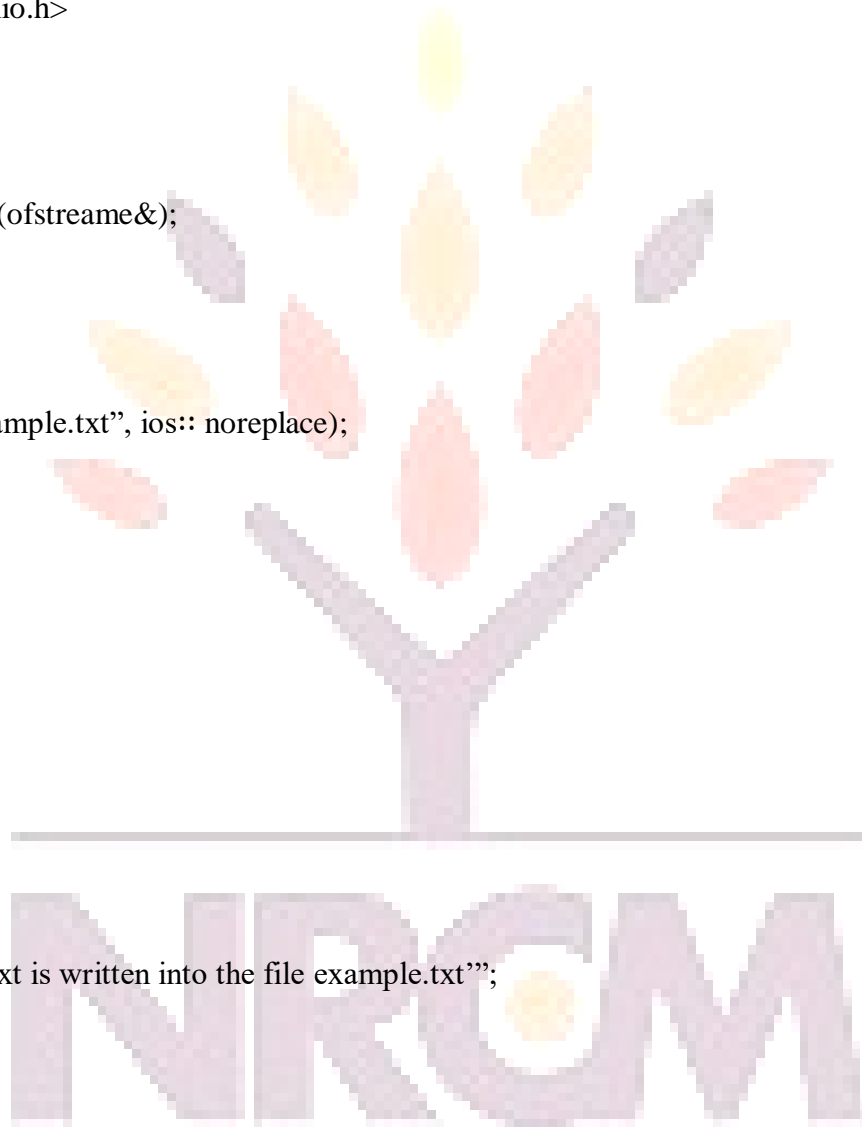 io.h>
(ofstreame&);
ample.txt”, ios:: noreplace);
xt is written into the file example.txt’”;
NRCM